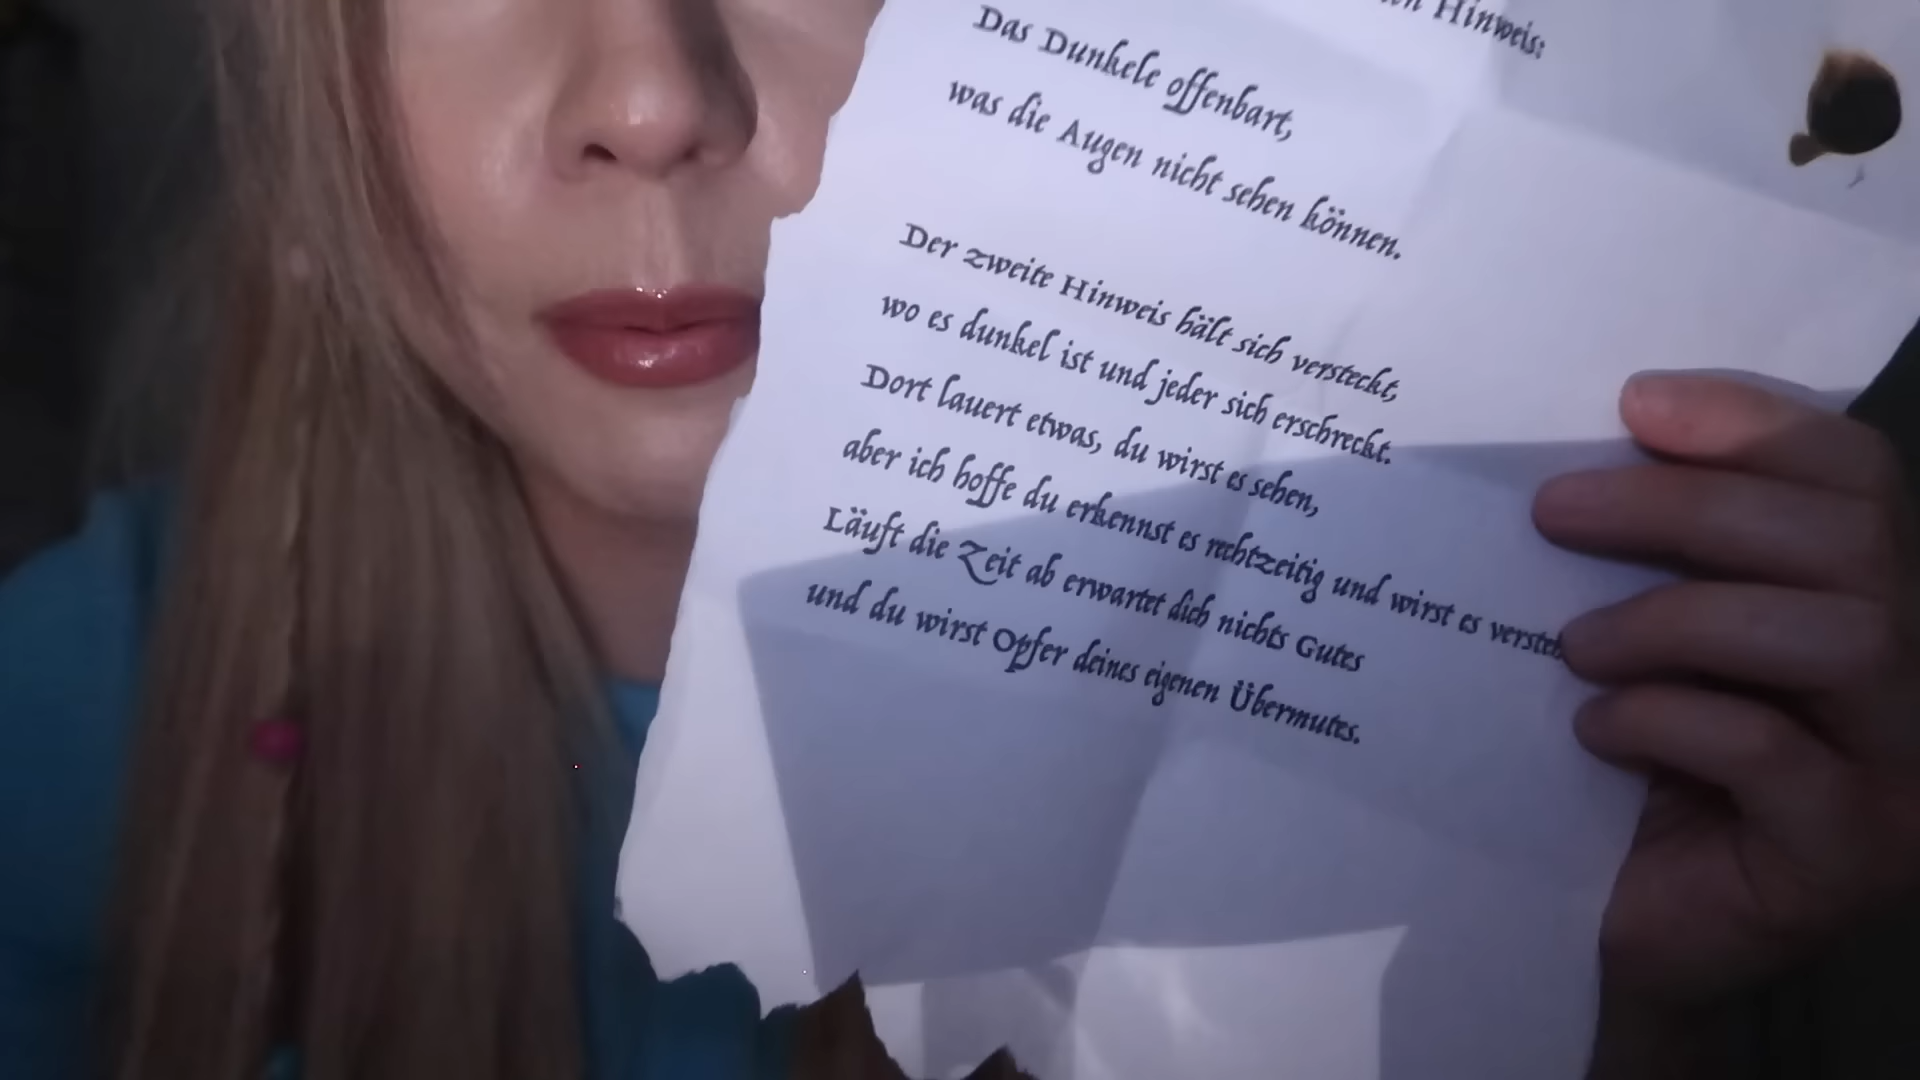 Hinweis:
Das Dunkele offenbart,
was die Augen nicht sehen können.
Der zweite Hinweis hält sich versteckt,
wo es dunkel ist und jeder sich erschreckt.
Dort lauert etwas, du wirst es sehen,
aber ich hoffe du erkennst es rechtzeitig und wirst es versteh
Läuft die Zeit ab erwartet dich nichts Gutes
und du wirst Opfer deines eigenen Übermutes.